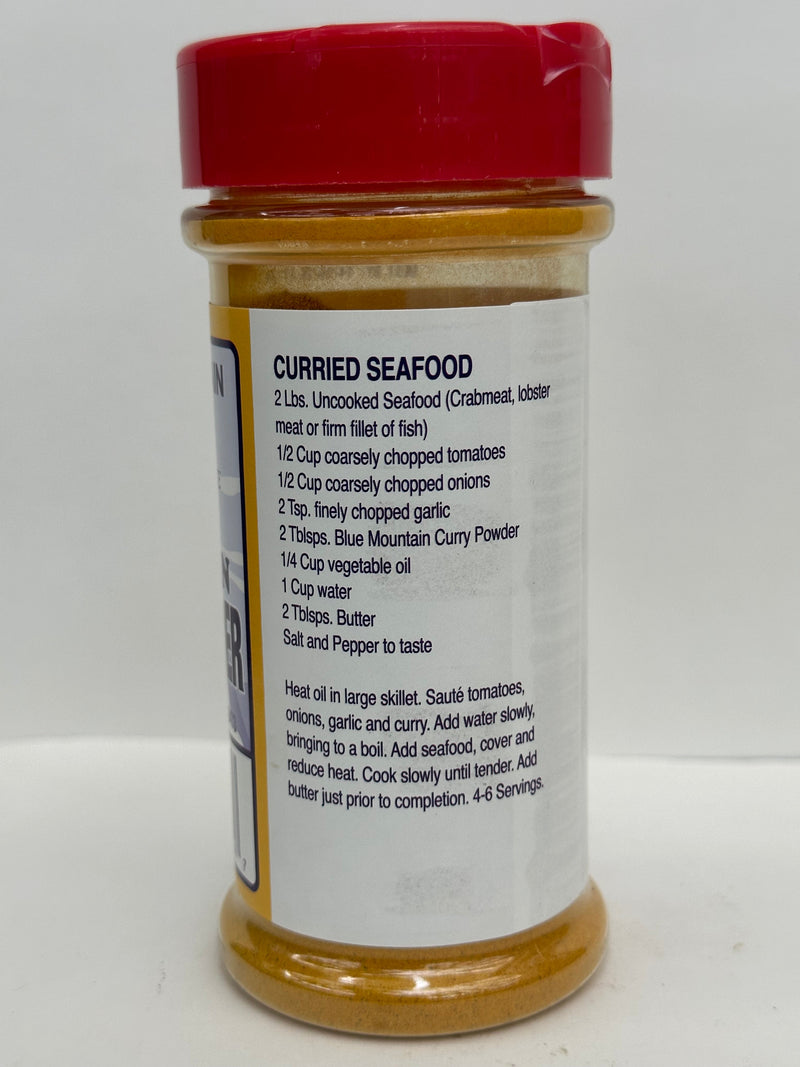 CURRIED SEAFOOD
2 Lbs. Uncooked Seafood (Crabmeat, lobster
meat or firm fillet of fish)
1/2 Cup coarsely chopped tomatoes
1/2 Cup coarsely chopped onions
2 Tsp. finely chopped garlic
2 Tblsps. Blue Mountain Curry Powder
1/4 Cup vegetable oil
1 Cup water
2 Tblsps. Butter
Salt and Pepper to taste
Heat oil in large skillet. Sauté tomatoes,
onions, garlic and curry. Add water slowly,
bringing to a boil. Add seafood, cover and
reduce heat. Cook slowly until tender. Add
butter just prior to completion. 4-6 Servings.